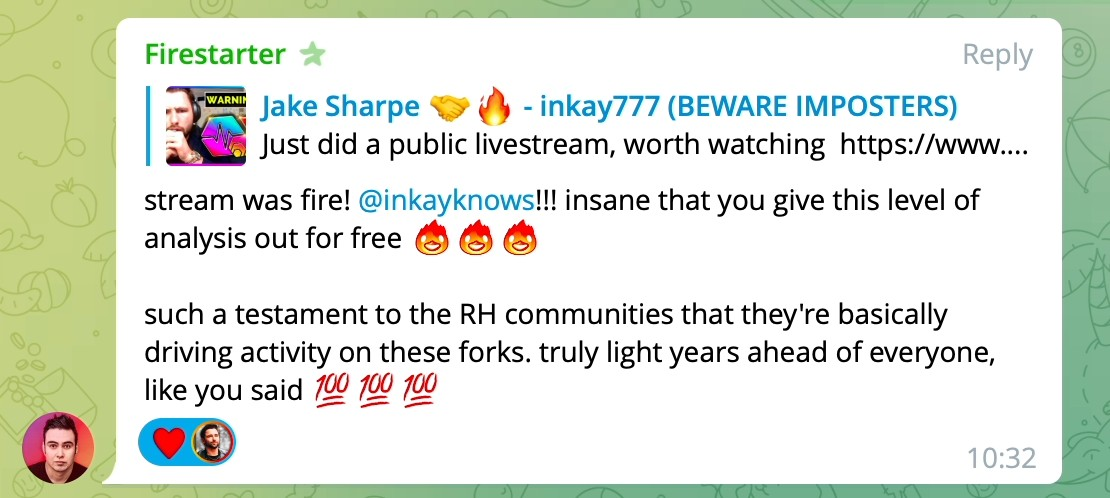 Firestarter Reply
WARNIN
Jake Sharpe 🤝🔥 - inkay777 (BEWARE IMPOSTERS)
Just did a public livestream, worth watching https://www....
stream was fire! @inkayknows!!! insane that you give this level of
analysis out for free 🔥🔥🔥
such a testament to the RH communities that they're basically
driving activity on these forks. truly light years ahead of everyone,
like you said 💯💯💯
10:32